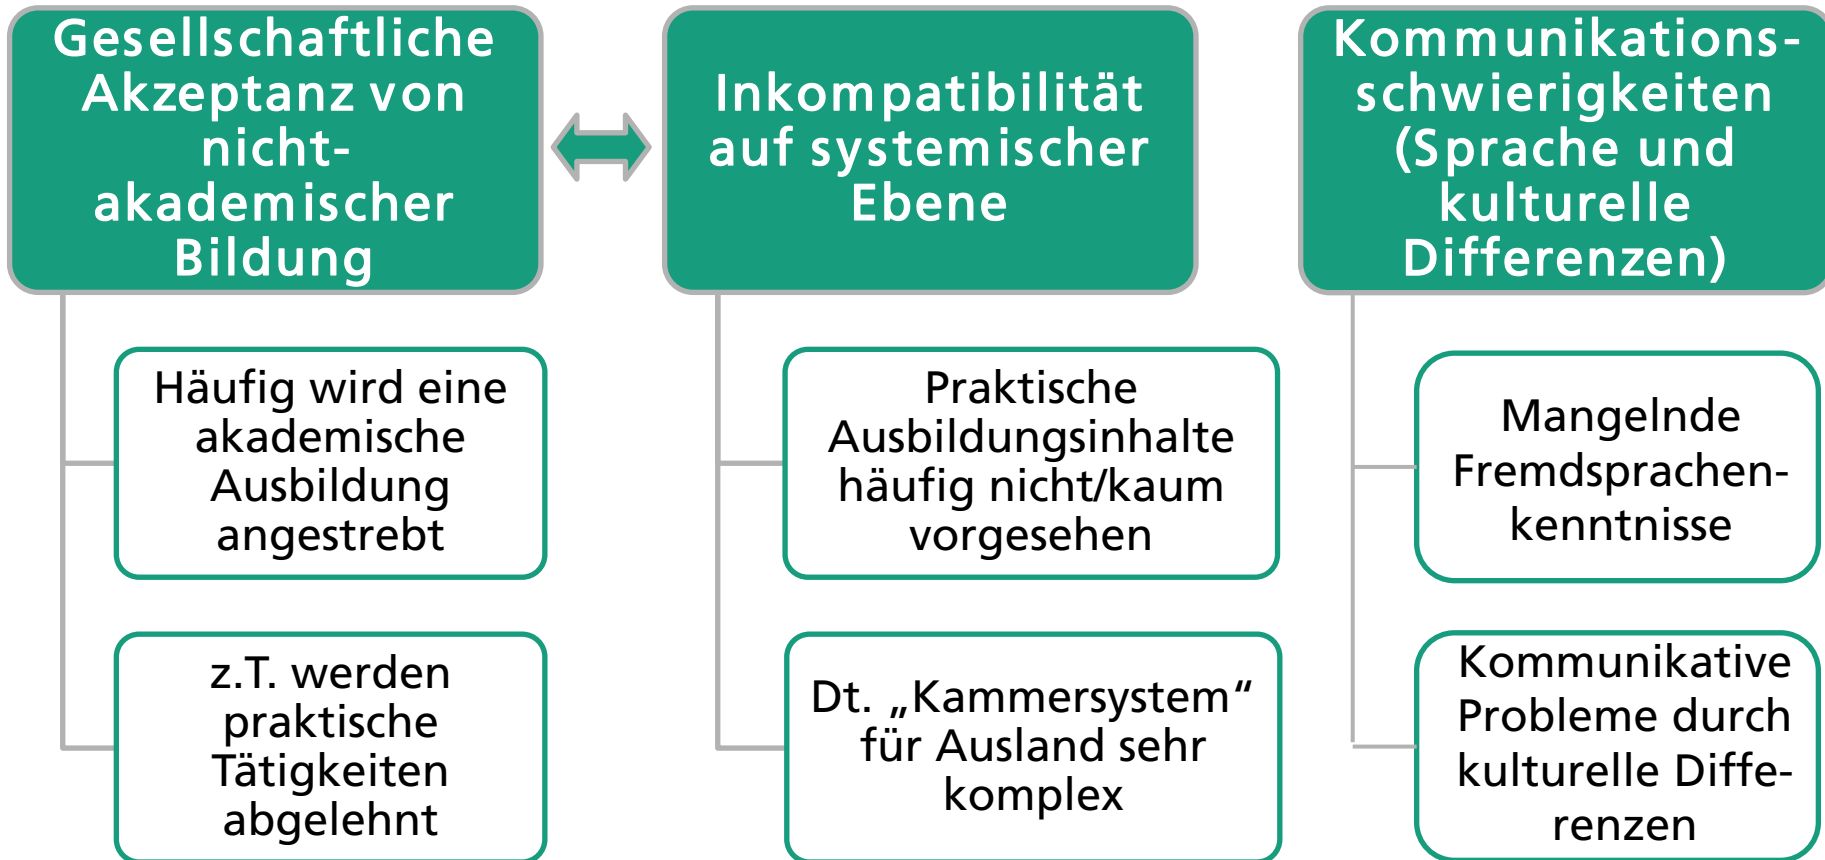 Gesellschaftliche
Akzeptanz von
nicht-
akademischer
Bildung
Häufig wird eine
akademische
Ausbildung
angestrebt
z.T. werden
praktische
Tätigkeiten
abgelehnt
Inkompatibilität
auf systemischer
Ebene
Praktische
Ausbildungsinhalte
häufig nicht/kaum
vorgesehen
Dt. „Kammersystem“
für Ausland sehr
komplex
Kommunikations-
schwierigkeiten
(Sprache und
kulturelle
Differenzen)
Mangelnde
Fremdsprachen-
kenntnisse
Kommunikative
Probleme durch
kulturelle Diffe-
renzen